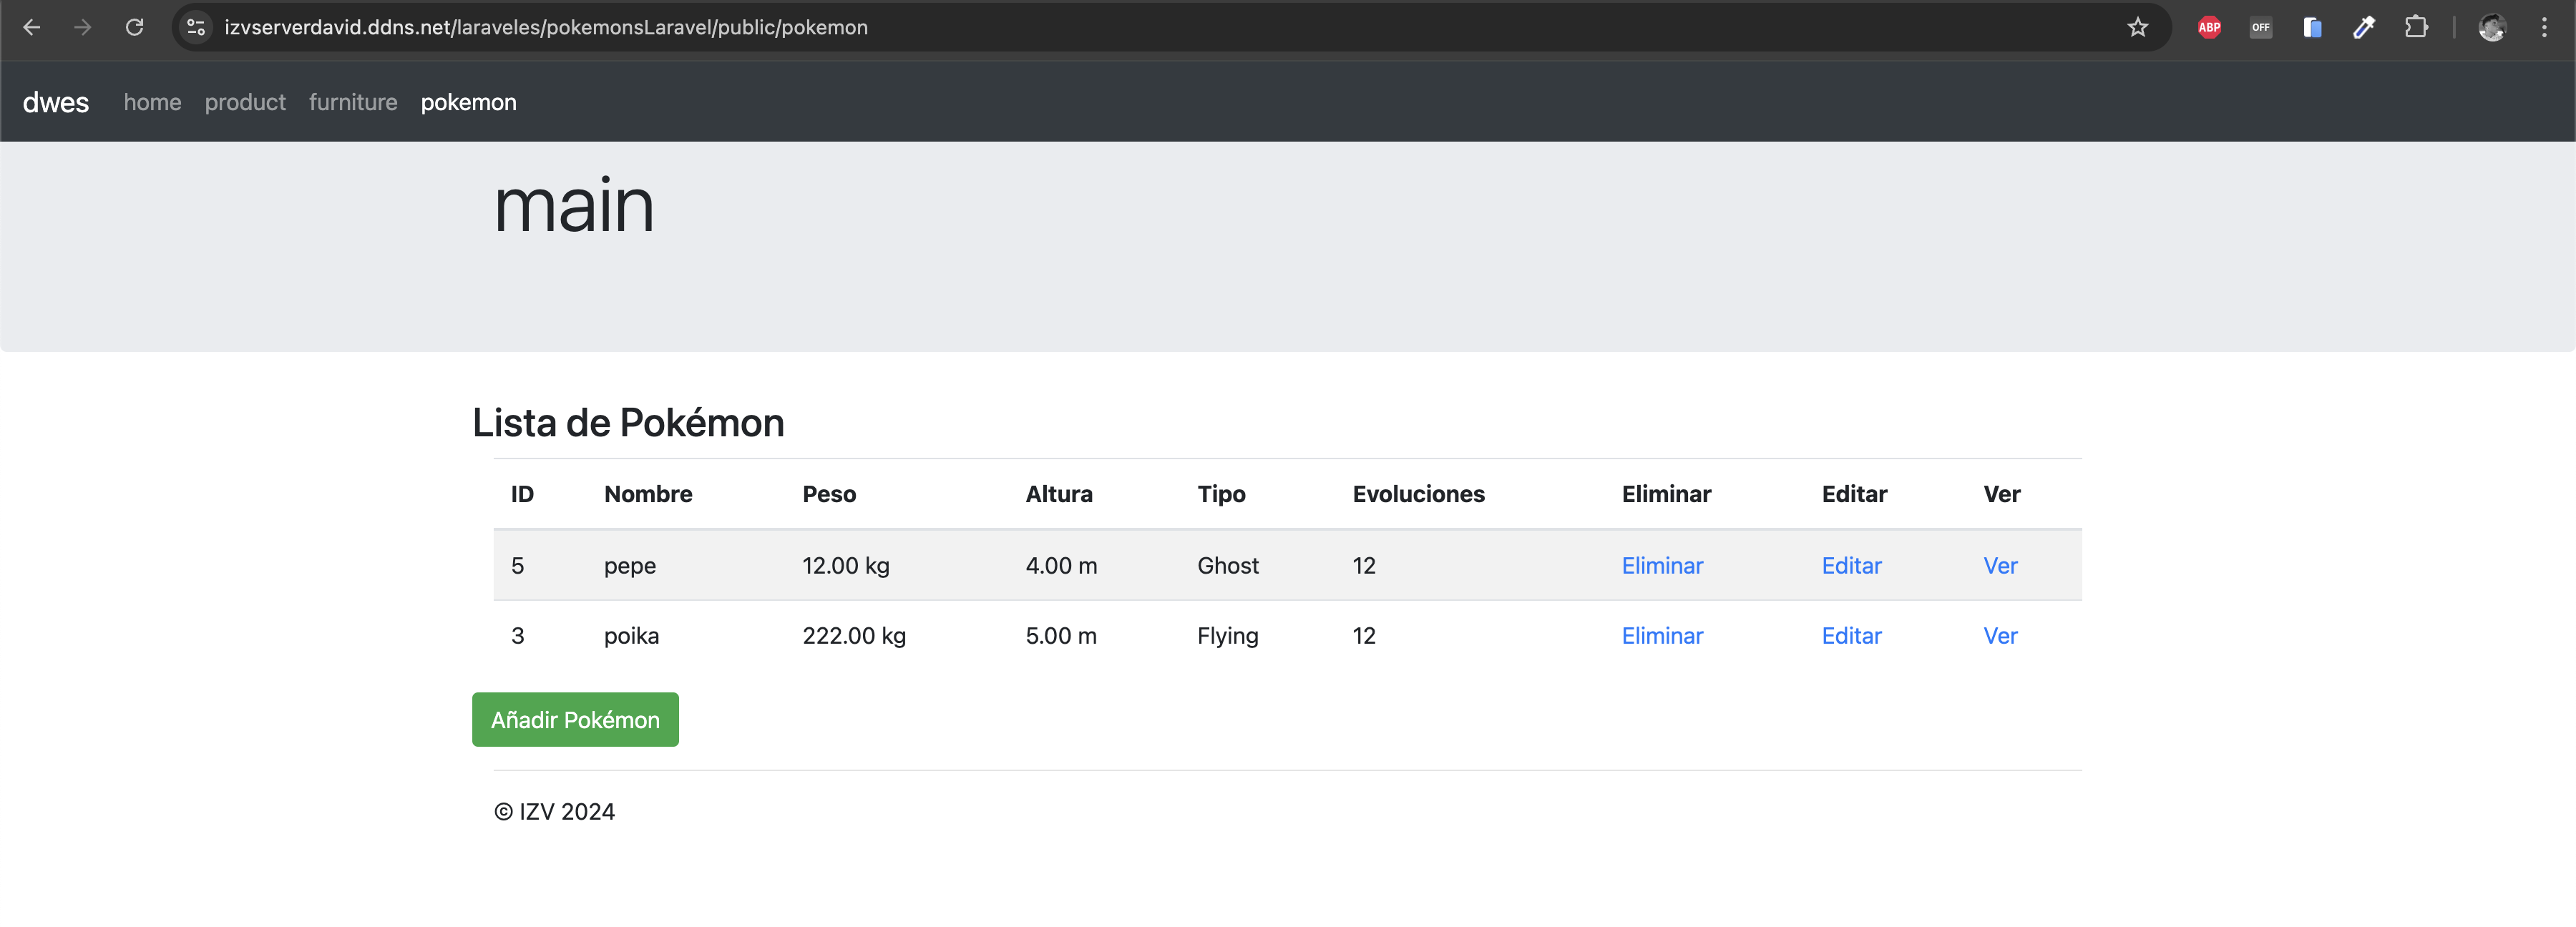 izvserverdavid.ddns.net/laraveles/pokemonsLaravel/public/pokemon ABP OFF
dwes home product furniture pokemon
main
Lista de Pokémon
ID Nombre Peso Altura Tipo Evoluciones Eliminar Editar Ver
5 pepe 12.00 kg 4.00 m Ghost 12 Eliminar Editar Ver
3 poika 222.00 kg 5.00 m Flying 12 Eliminar Editar Ver
Añadir Pokémon
© IZV 2024